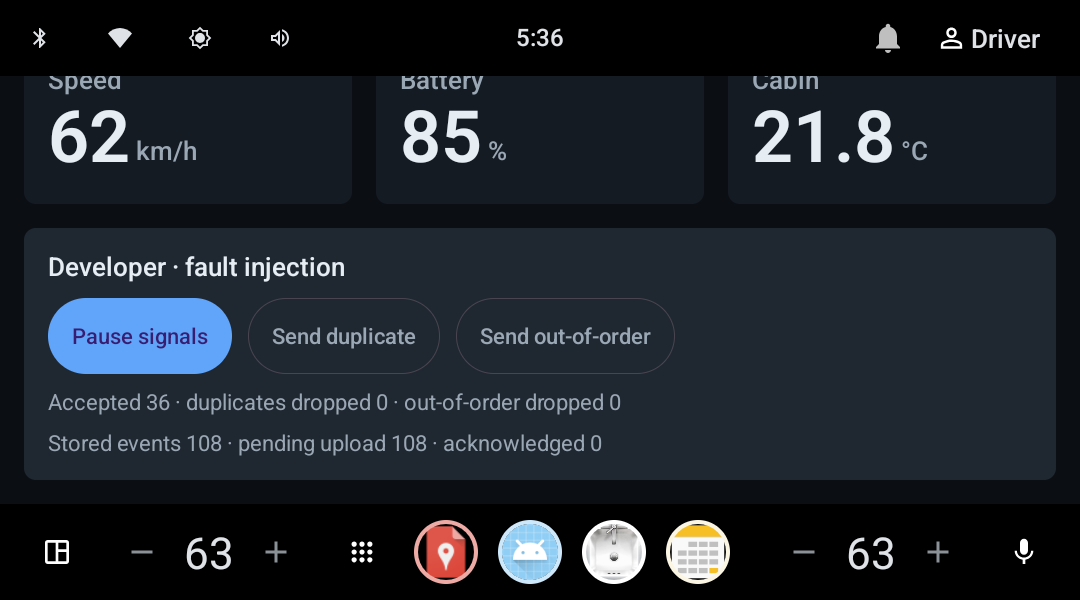 5:36
Driver
Speed Battery Cabin
62 km/h 85 % 21.8 °C
Developer · fault injection
Pause signals Send duplicate Send out-of-order
Accepted 36 · duplicates dropped 0 · out-of-order dropped 0
Stored events 108 · pending upload 108 · acknowledged 0
63 63